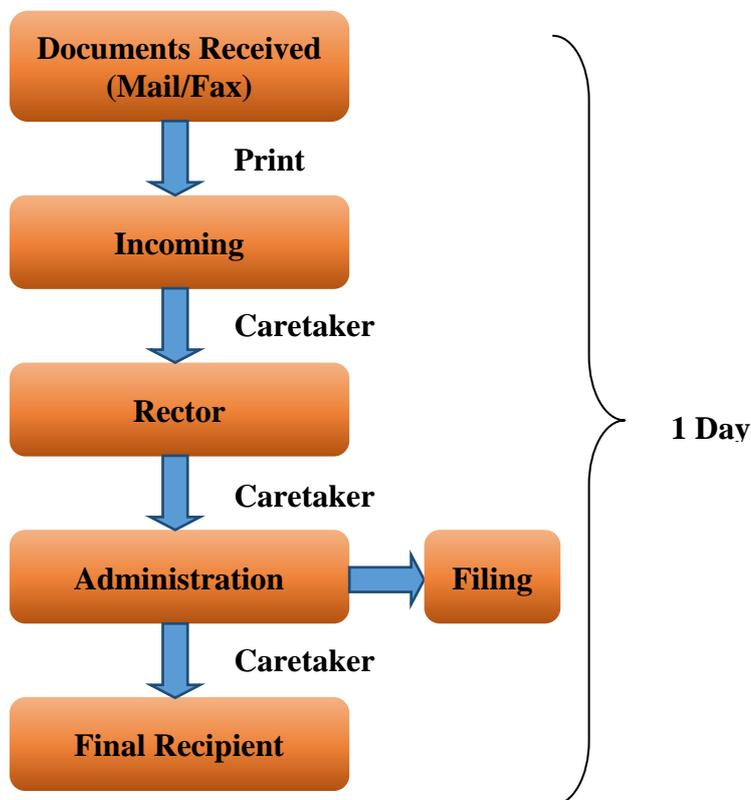 Documents Received
(Mail/Fax)
Print
Incoming
Caretaker
Rector
Caretaker
Administration
Filing
Caretaker
Final Recipient
1 Day